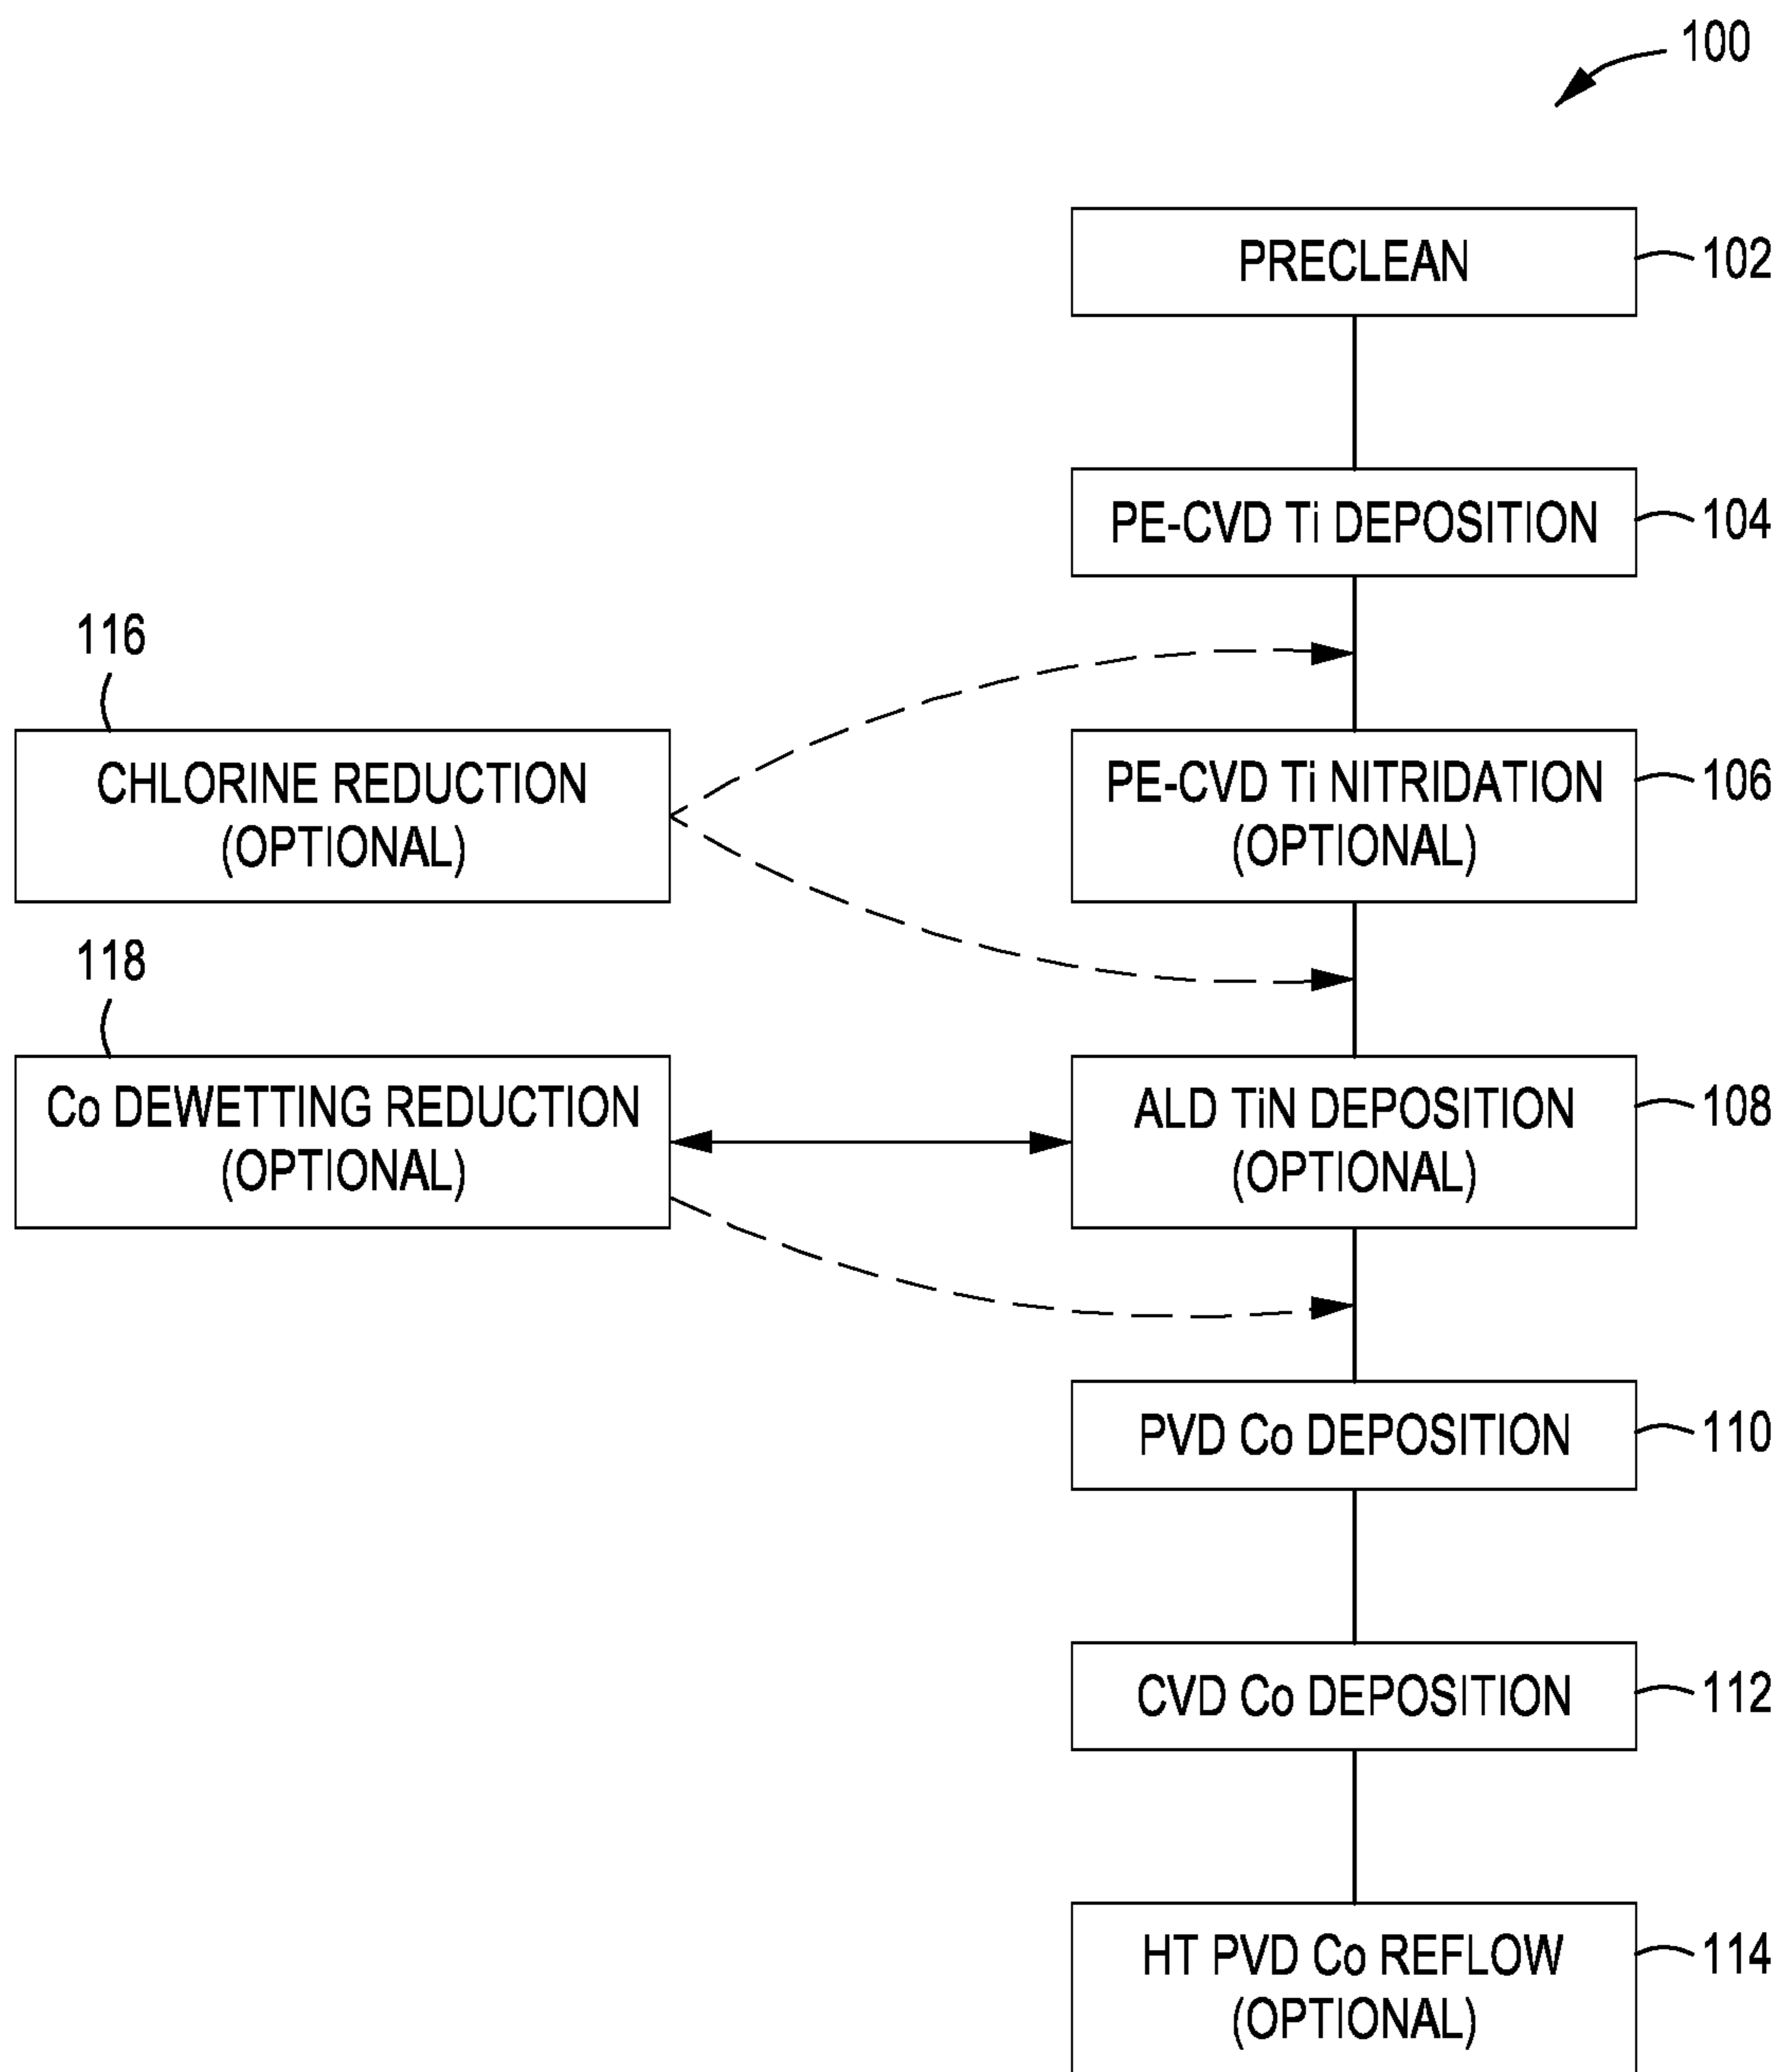 100
PRECLEAN
102
PE-CVD Ti DEPOSITION
104
116
CHLORINE REDUCTION
(OPTIONAL)
PE-CVD Ti NITRIDATION
(OPTIONAL)
106
118
Co DEWETTING REDUCTION
(OPTIONAL)
ALD TiN DEPOSITION
(OPTIONAL)
108
PVD Co DEPOSITION
110
CVD Co DEPOSITION
112
HT PVD Co REFLOW
(OPTIONAL)
114